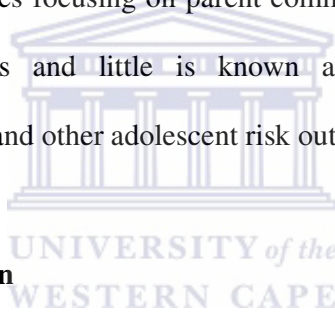 es focusing on parent comm
s and little is known a
and other adolescent risk out
UNIVERSITY of the
n
WESTERN CAPE